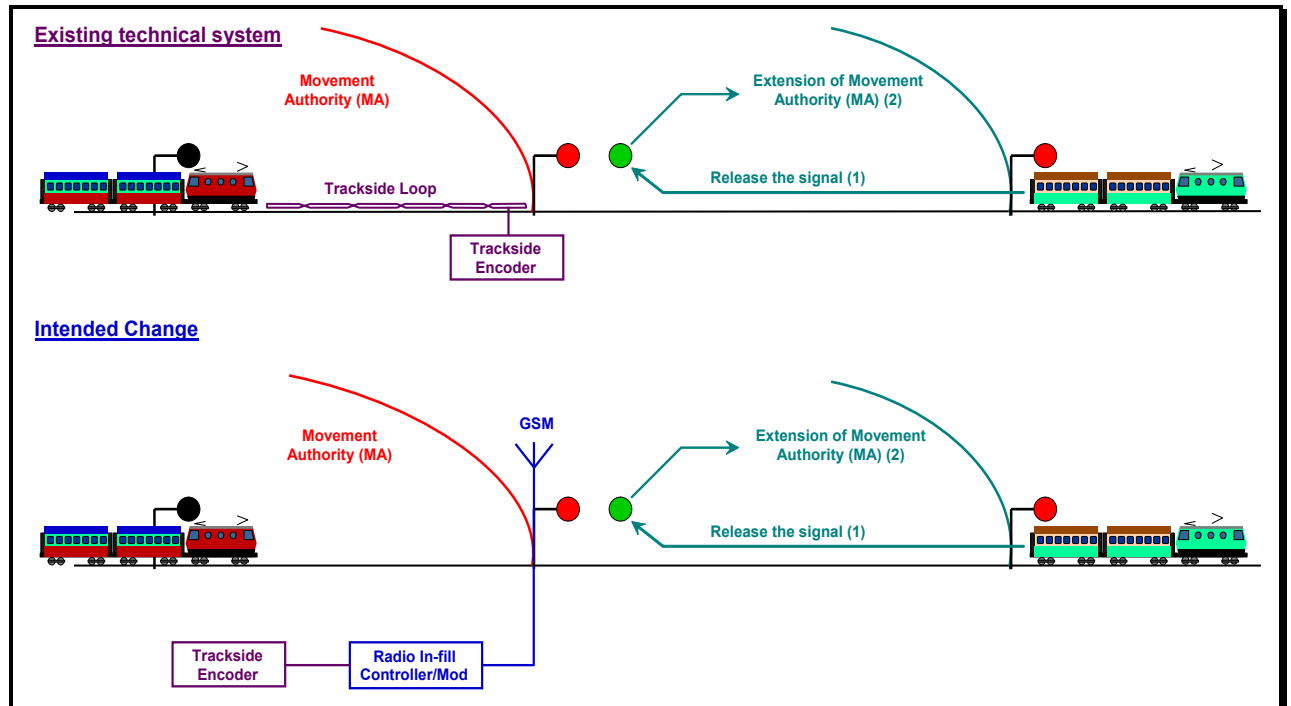 Existing technical system
Movement
Authority (MA)
Extension of Movement
Authority (MA) (2)
Trackside Loop
Release the signal (1)
Trackside
Encoder
Intended Change
GSM
Movement
Authority (MA)
Extension of Movement
Authority (MA) (2)
Release the signal (1)
Trackside
Encoder
Radio In-fill
Controller/Mod